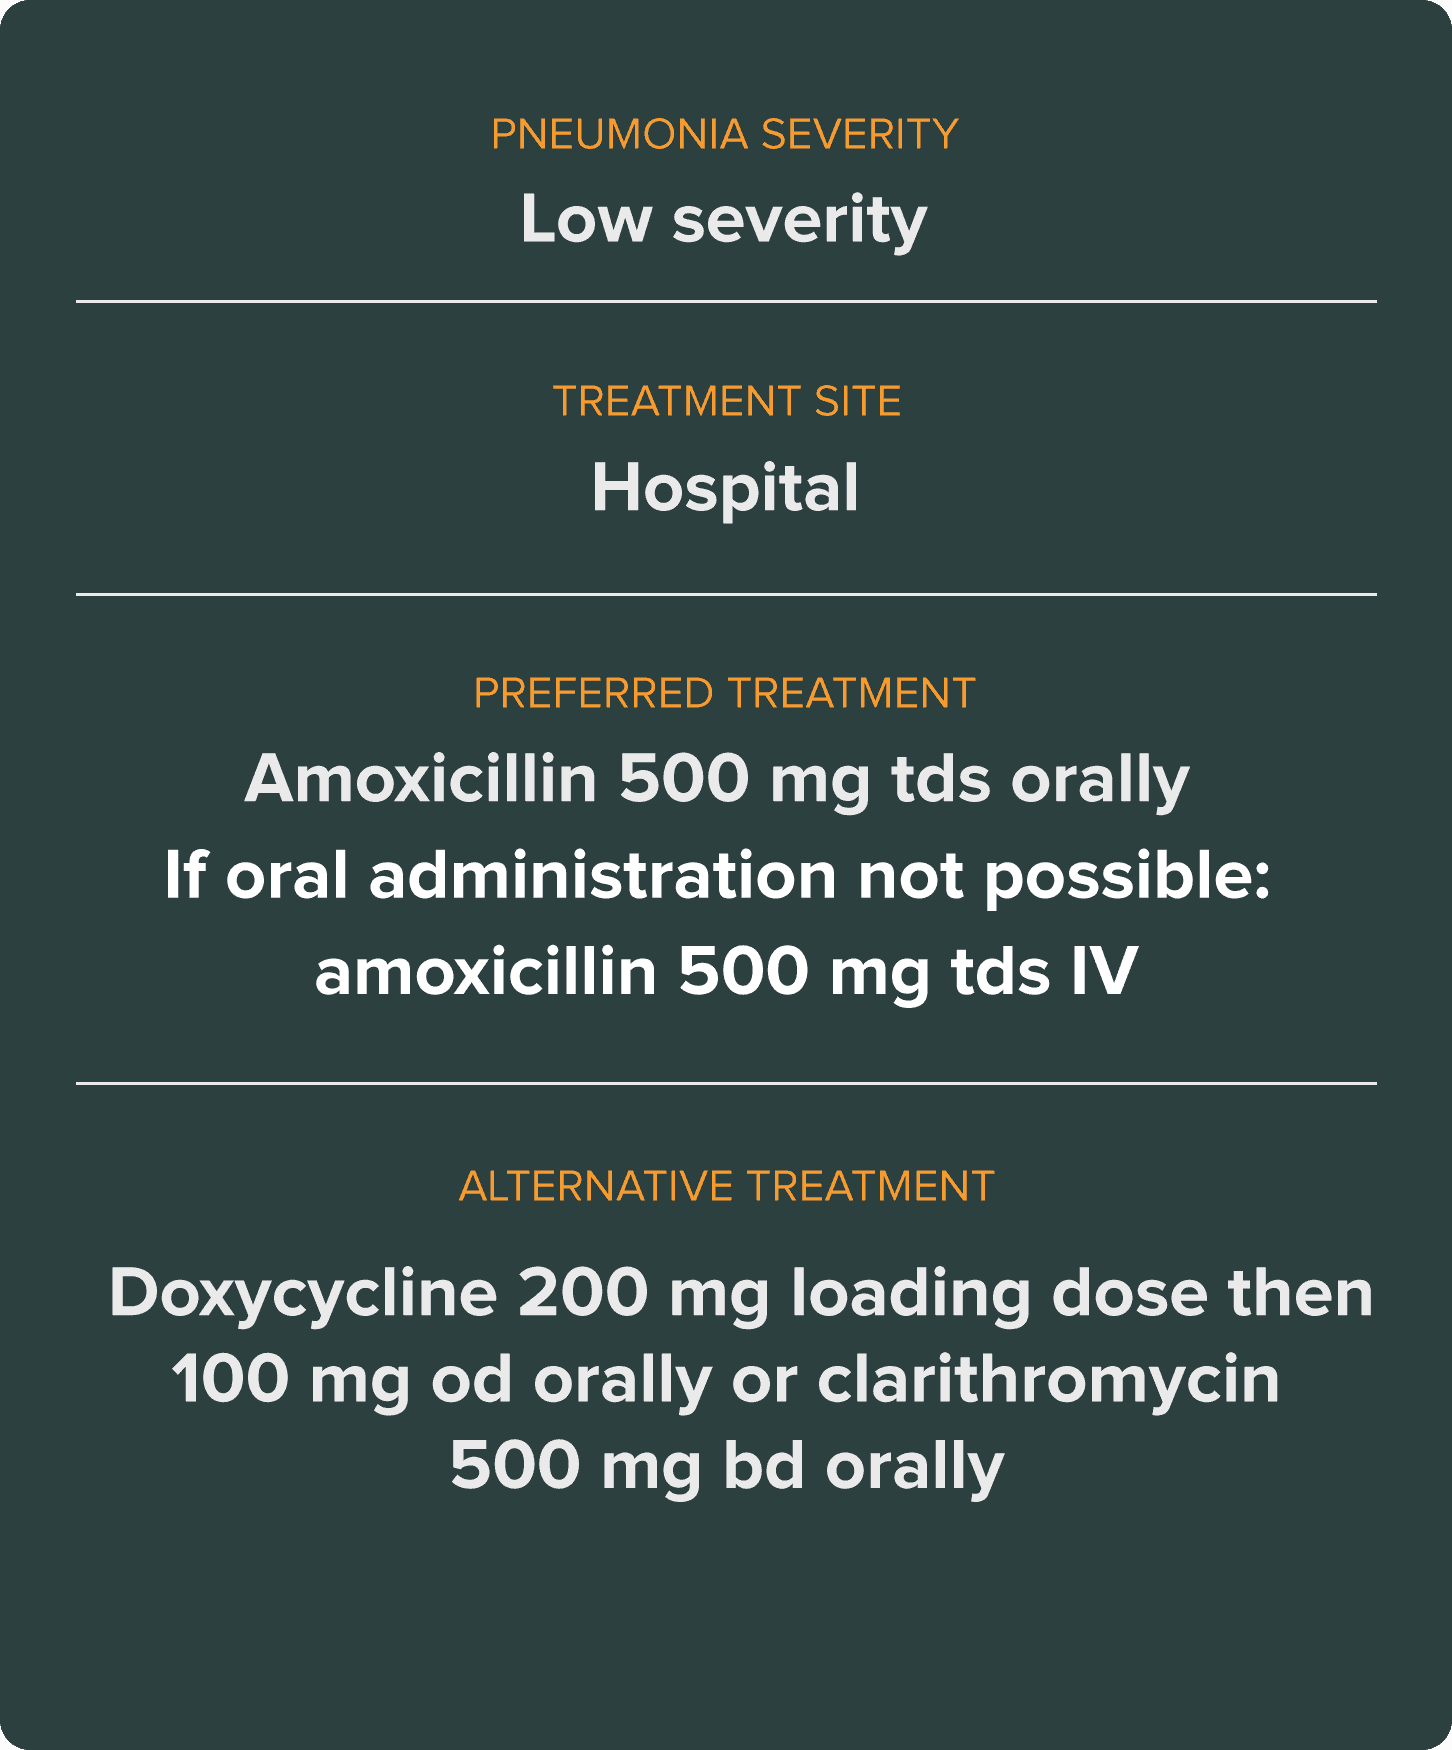 PNEUMONIA SEVERITY
Low severity
TREATMENT SITE
Hospital
PREFERRED TREATMENT
Amoxicillin 500 mg tds orally
If oral administration not possible:
amoxicillin 500 mg tds IV
ALTERNATIVE TREATMENT
Doxycycline 200 mg loading dose then
100 mg od orally or clarithromycin
500 mg bd orally